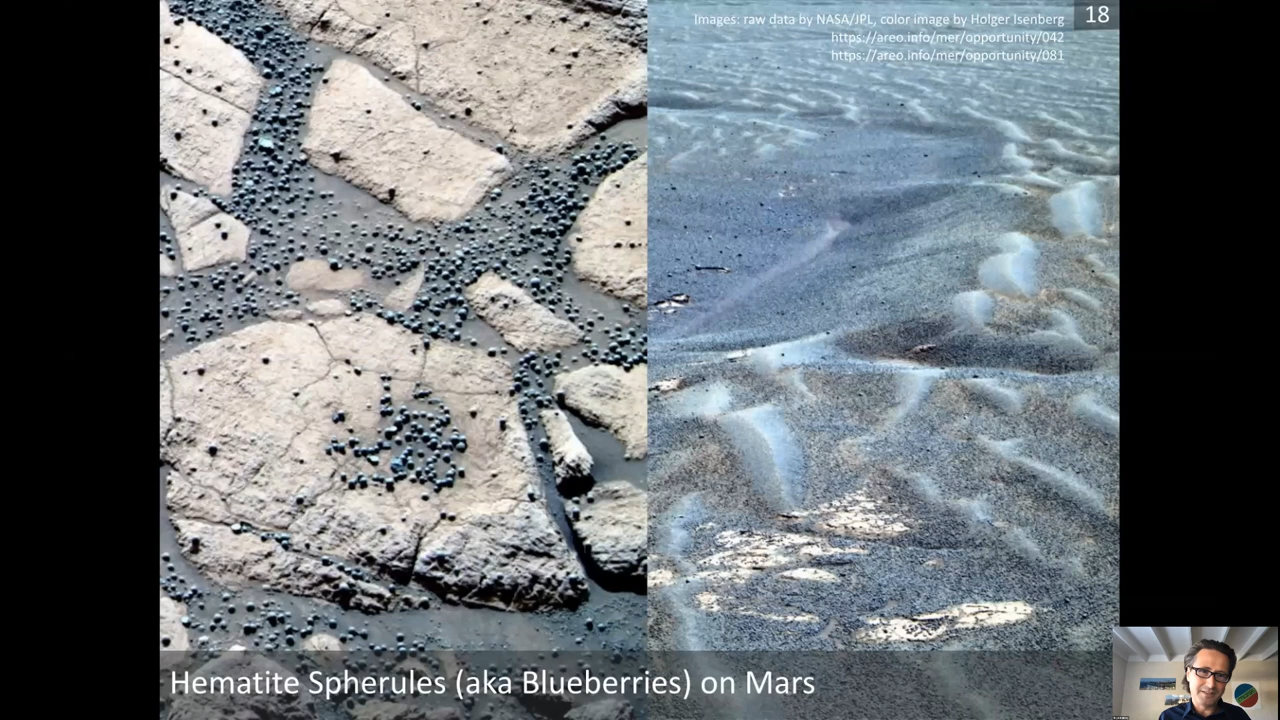 Images: raw data by NASA/JPL, color image by Holger Isenberg
https://areo.info/mer/opportunity/042
https://areo.info/mer/opportunity/081
18
Hematite Spherules (aka Blueberries) on Mars